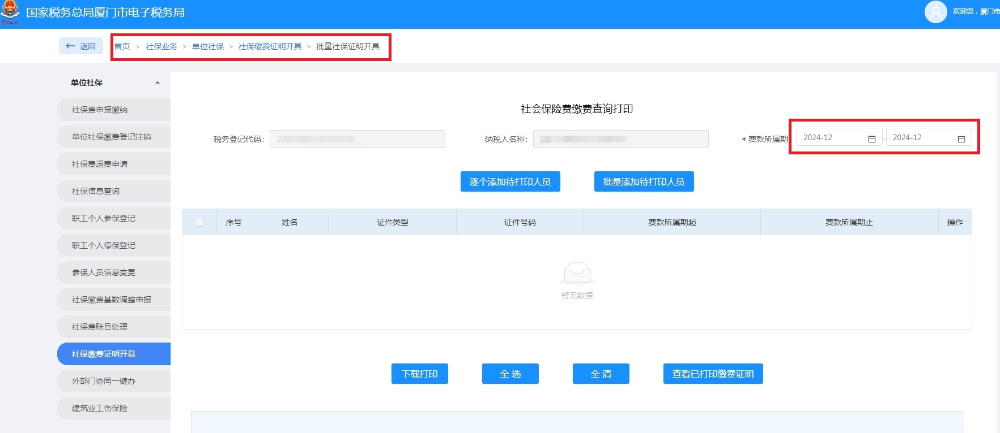 国家税务总局厦门市电子税务局
欢迎您，厦门市
← 返回
首页 > 社保业务 > 单位社保 > 社保缴费证明开具 > 批量社保证明开具
单位社保
社保费申报缴纳
单位社保缴费登记注销
社保费退费申请
社保信息查询
职工个人参保登记
职工个人停保登记
参保人员信息变更
社保缴费基数调整申报
社保费账目处理
社保缴费证明开具
外部门协同一键办
建筑业工伤保险
社会保险费缴费查询打印
税务登记代码： 纳税人名称： *费款所属期 2024-12 - 2024-12
逐个添加待打印人员 批量添加待打印人员
序号 姓名 证件类型 证件号码 费款所属期起 费款所属期止 操作
暂无数据
下载打印 全 选 全 清 查看已打印缴费证明